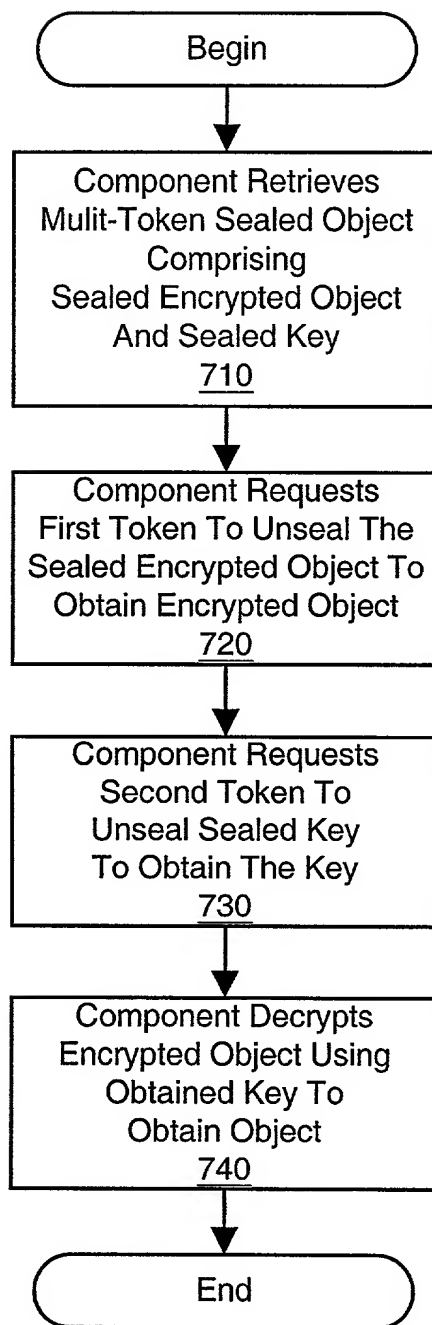 Begin
Component Retrieves
Mulit-Token Sealed Object
Comprising
Sealed Encrypted Object
And Sealed Key
710
Component Requests
First Token To Unseal The
Sealed Encrypted Object To
Obtain Encrypted Object
720
Component Requests
Second Token To
Unseal Sealed Key
To Obtain The Key
730
Component Decrypts
Encrypted Object Using
Obtained Key To
Obtain Object
740
End